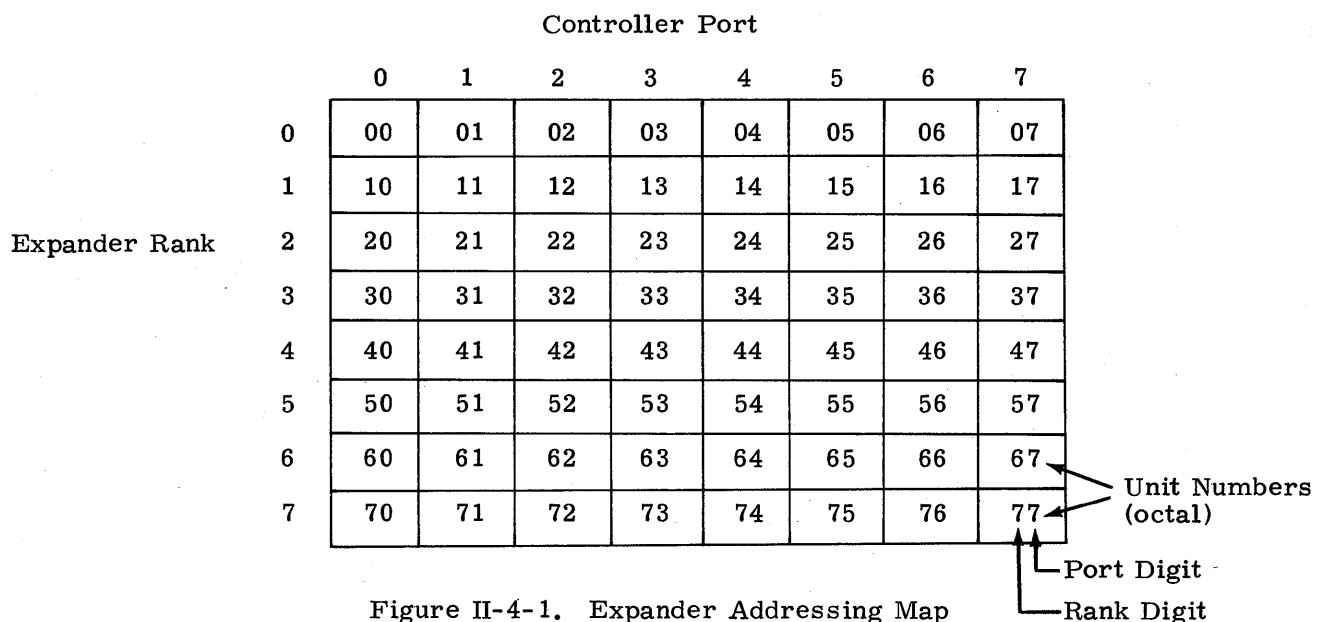 Controller Port
0 1 2 3 4 5 6 7
0 00 01 02 03 04 05 06 07
1 10 11 12 13 14 15 16 17
Expander Rank 2 20 21 22 23 24 25 26 27
3 30 31 32 33 34 35 36 37
4 40 41 42 43 44 45 46 47
5 50 51 52 53 54 55 56 57
6 60 61 62 63 64 65 66 67
Unit Numbers
7 70 71 72 73 74 75 76 77 (octal)
Port Digit
Figure II-4-1. Expander Addressing Map Rank Digit